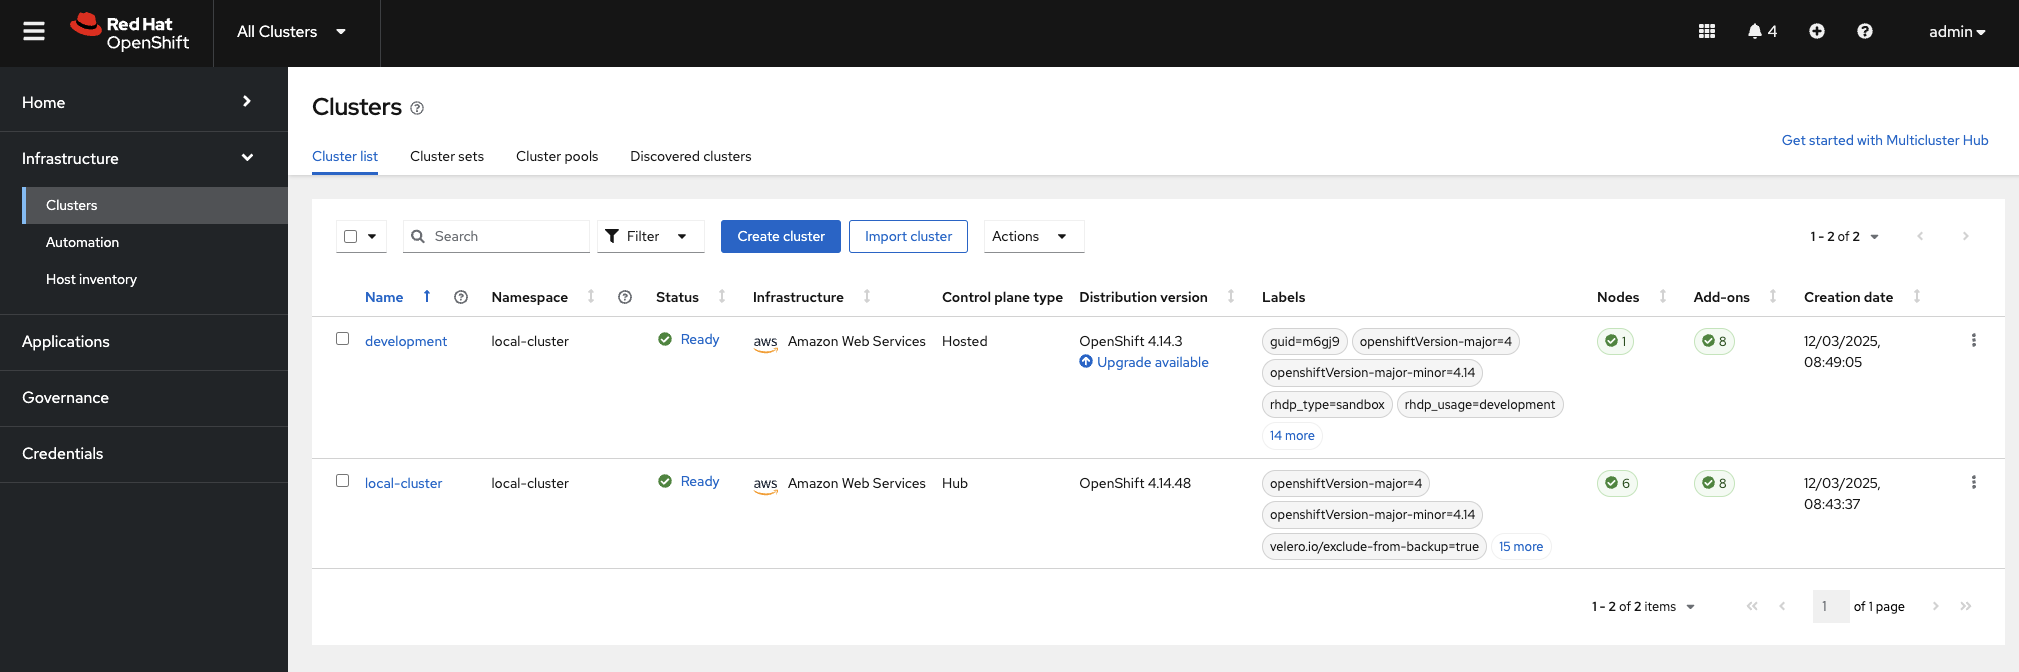 Red Hat
OpenShift
All Clusters
4
admin
Home
Infrastructure
Clusters
Automation
Host inventory
Applications
Governance
Credentials
Clusters
Get started with Multicluster Hub
Cluster list Cluster sets Cluster pools Discovered clusters
Search Filter Create cluster Import cluster Actions 1 - 2 of 2
Name Namespace Status Infrastructure Control plane type Distribution version Labels Nodes Add-ons Creation date
development local-cluster Ready aws Amazon Web Services Hosted OpenShift 4.14.3 guid=m6gj9 openshiftVersion-major=4 1 8 12/03/2025,
Upgrade available 08:49:05
openshiftVersion-major-minor=4.14
rhdp_type=sandbox rhdp_usage=development
14 more
local-cluster local-cluster Ready aws Amazon Web Services Hub OpenShift 4.14.48 openshiftVersion-major=4 6 8 12/03/2025,
08:43:37
openshiftVersion-major-minor=4.14
velero.io/exclude-from-backup=true 15 more
1 - 2 of 2 items 1 of 1 page